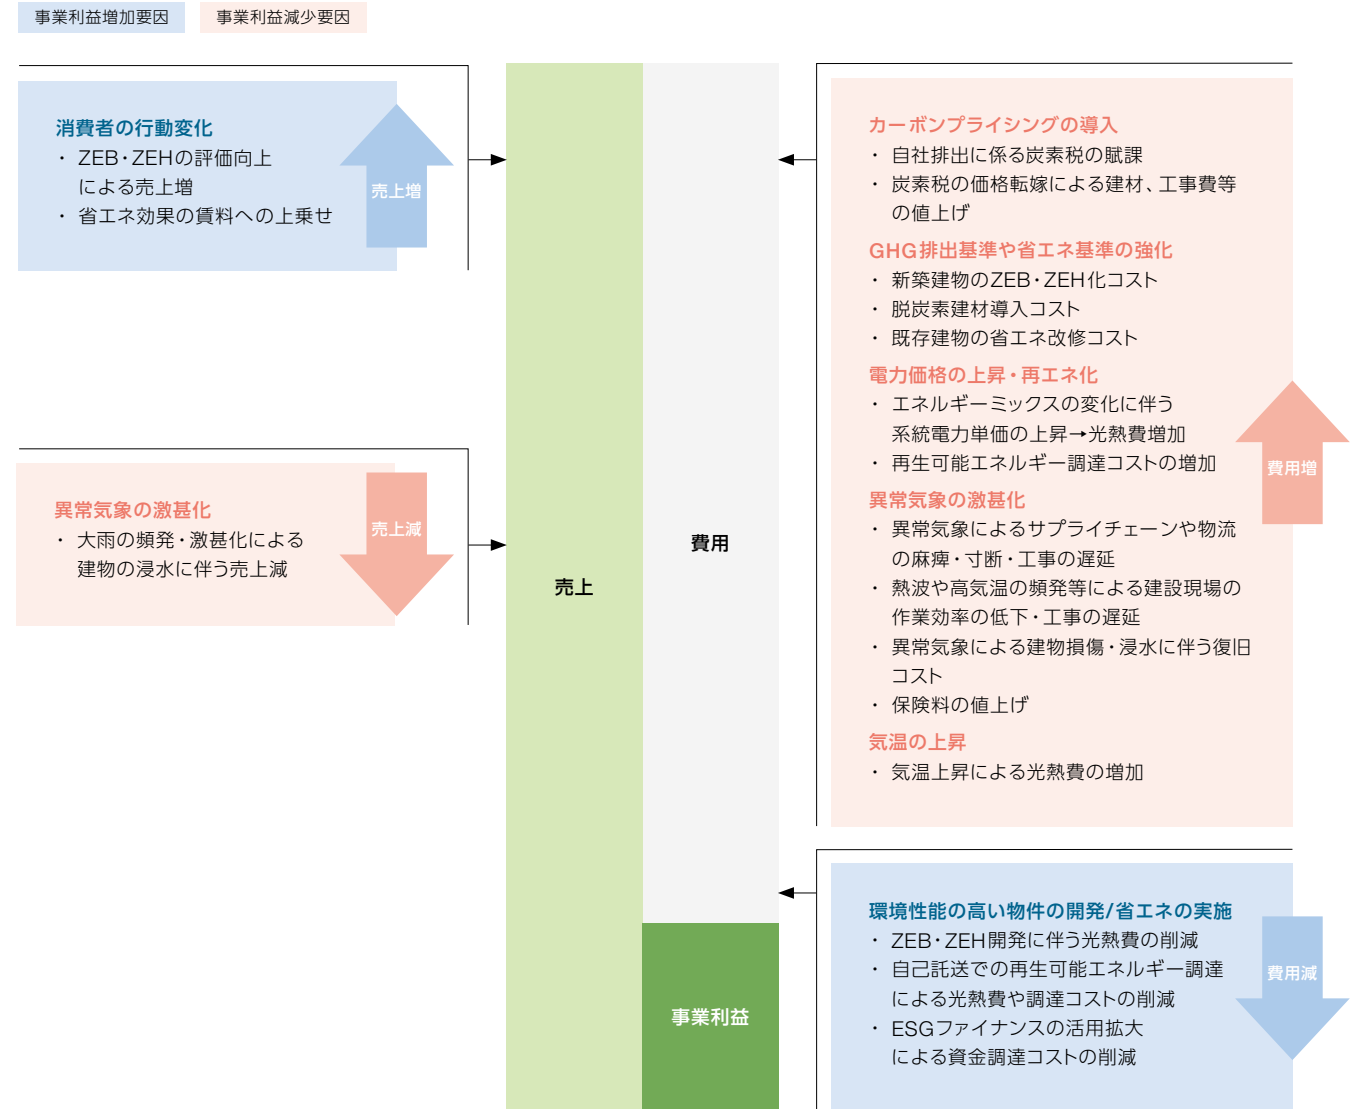 事業利益増加要因
事業利益減少要因
消費者の行動変化
・ ZEB・ZEHの評価向上
による売上増
・ 省エネ効果の賃料への上乗せ
売上増
異常気象の激甚化
・ 大雨の頻発・激甚化による
建物の浸水に伴う売上減
売上減
売上
費用
事業利益
カーボンプライシングの導入
・ 自社排出に係る炭素税の賦課
・ 炭素税の価格転嫁による建材、工事費等
の値上げ
GHG排出基準や省エネ基準の強化
・ 新築建物のZEB・ZEH化コスト
・ 脱炭素建材導入コスト
・ 既存建物の省エネ改修コスト
電力価格の上昇・再エネ化
・ エネルギーミックスの変化に伴う
系統電力単価の上昇→光熱費増加
・ 再生可能エネルギー調達コストの増加
異常気象の激甚化
・ 異常気象によるサプライチェーンや物流
の麻痺・寸断・工事の遅延
・ 熱波や高気温の頻発等による建設現場の
作業効率の低下・工事の遅延
・ 異常気象による建物損傷・浸水に伴う復旧
コスト
・ 保険料の値上げ
気温の上昇
・ 気温上昇による光熱費の増加
費用増
環境性能の高い物件の開発/省エネの実施
・ ZEB・ZEH開発に伴う光熱費の削減
・ 自己託送での再生可能エネルギー調達
による光熱費や調達コストの削減
・ ESGファイナンスの活用拡大
による資金調達コストの削減
費用減